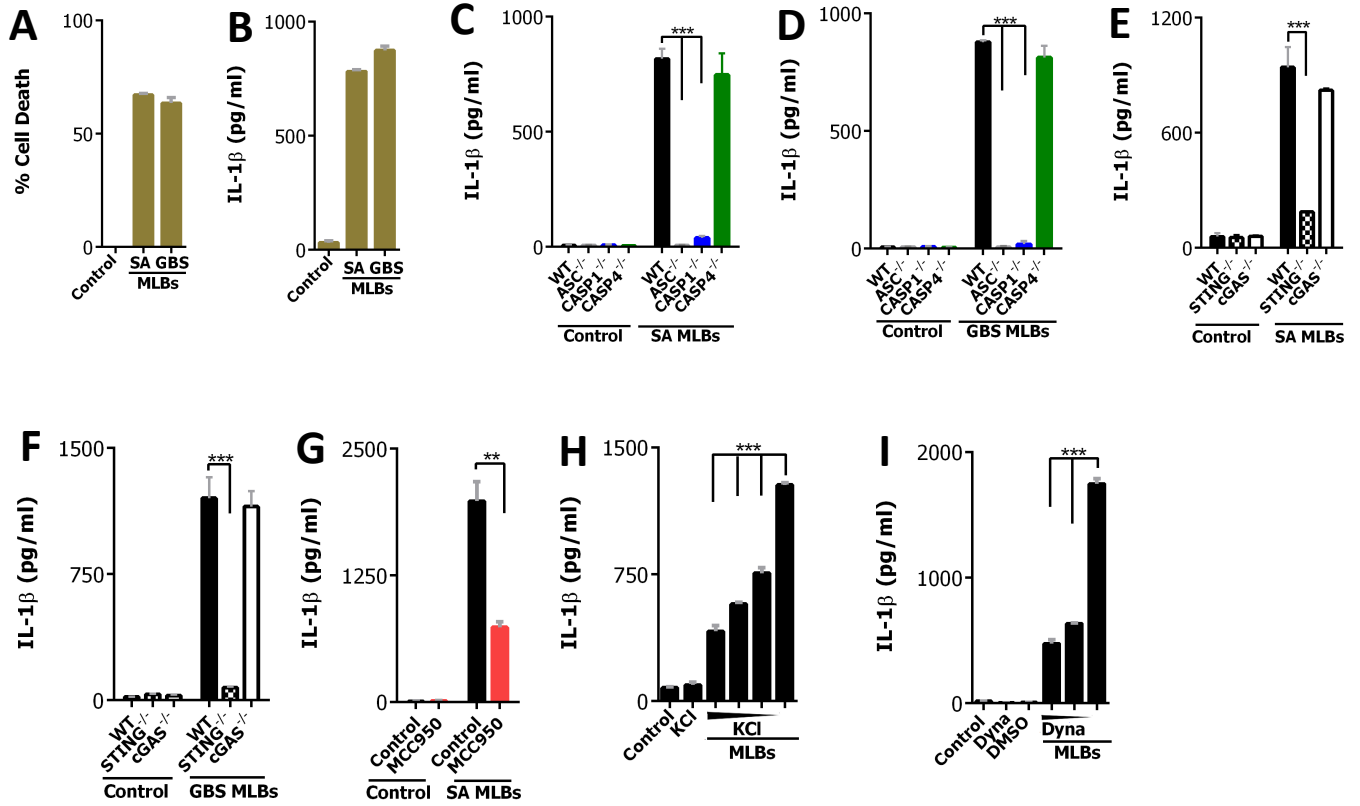 A
% Cell Death
100
50
0
Control
SA GBS
MLBs
B
IL-1β (pg/ml)
1000
500
0
Control
SA GBS
MLBs
C
IL-1β (pg/ml)
1000
500
0
***
WT
ASC-/-
CASP1-/-
CASP4-/-
WT
ASC-/-
CASP1-/-
CASP4-/-
Control
SA MLBs
D
IL-1β (pg/ml)
1000
500
0
***
WT
ASC-/-
CASP1-/-
CASP4-/-
WT
ASC-/-
CASP1-/-
CASP4-/-
Control
GBS MLBs
E
IL-1β (pg/ml)
1200
600
0
***
WT
STING-/-
cGAS-/-
WT
STING-/-
cGAS-/-
Control
SA MLBs
F
IL-1β (pg/ml)
1500
750
0
***
WT
STING-/-
cGAS-/-
WT
STING-/-
cGAS-/-
Control
GBS MLBs
G
IL-1β (pg/ml)
2500
1250
0
**
Control
MCC950
Control
MCC950
Control
SA MLBs
H
IL-1β (pg/ml)
1500
750
0
***
Control
KCl
KCl
MLBs
I
IL-1β (pg/ml)
2000
1000
0
***
Control
Dyna
DMSO
Dyna
MLBs